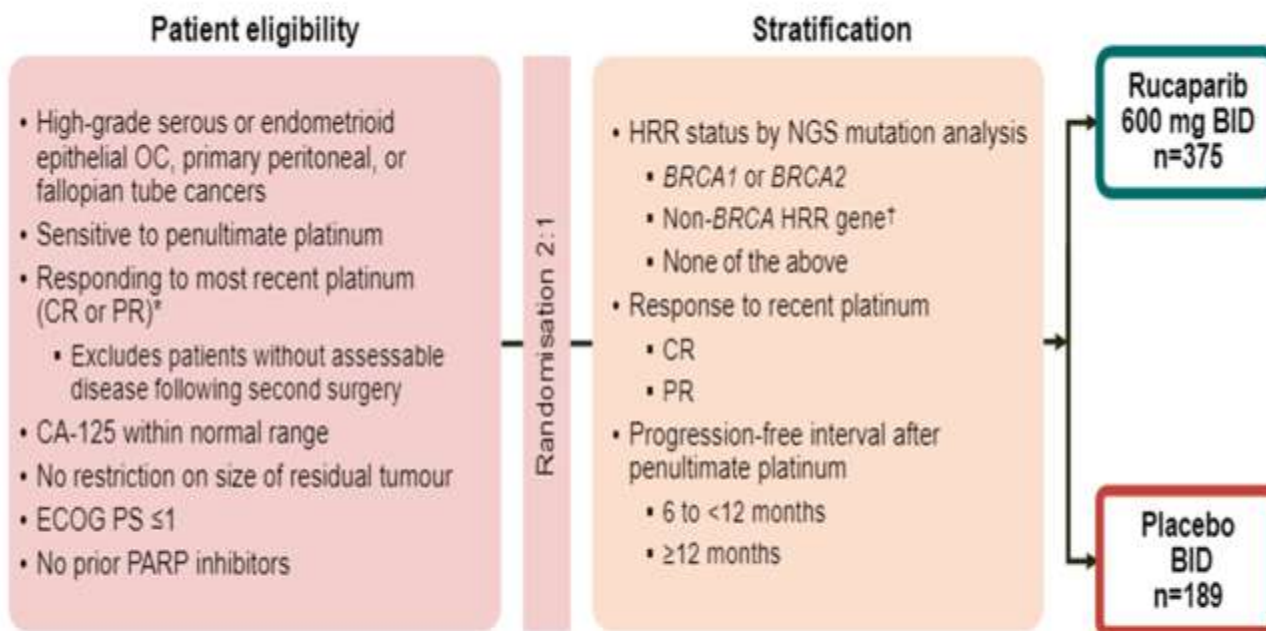 Patient eligibility
• High-grade serous or endometrioid
epithelial OC, primary peritoneal, or
fallopian tube cancers
• Sensitive to penultimate platinum
• Responding to most recent platinum
(CR or PR)*
▪ Excludes patients without assessable
disease following second surgery
• CA-125 within normal range
• No restriction on size of residual tumour
• ECOG PS ≤1
• No prior PARP inhibitors
Randomisation 2:1
Stratification
• HRR status by NGS mutation analysis
▪ BRCA1 or BRCA2
▪ Non-BRCA HRR gene†
▪ None of the above
• Response to recent platinum
▪ CR
▪ PR
• Progression-free interval after
penultimate platinum
▪ 6 to <12 months
▪ ≥12 months
Rucaparib
600 mg BID
n=375
Placebo
BID
n=189